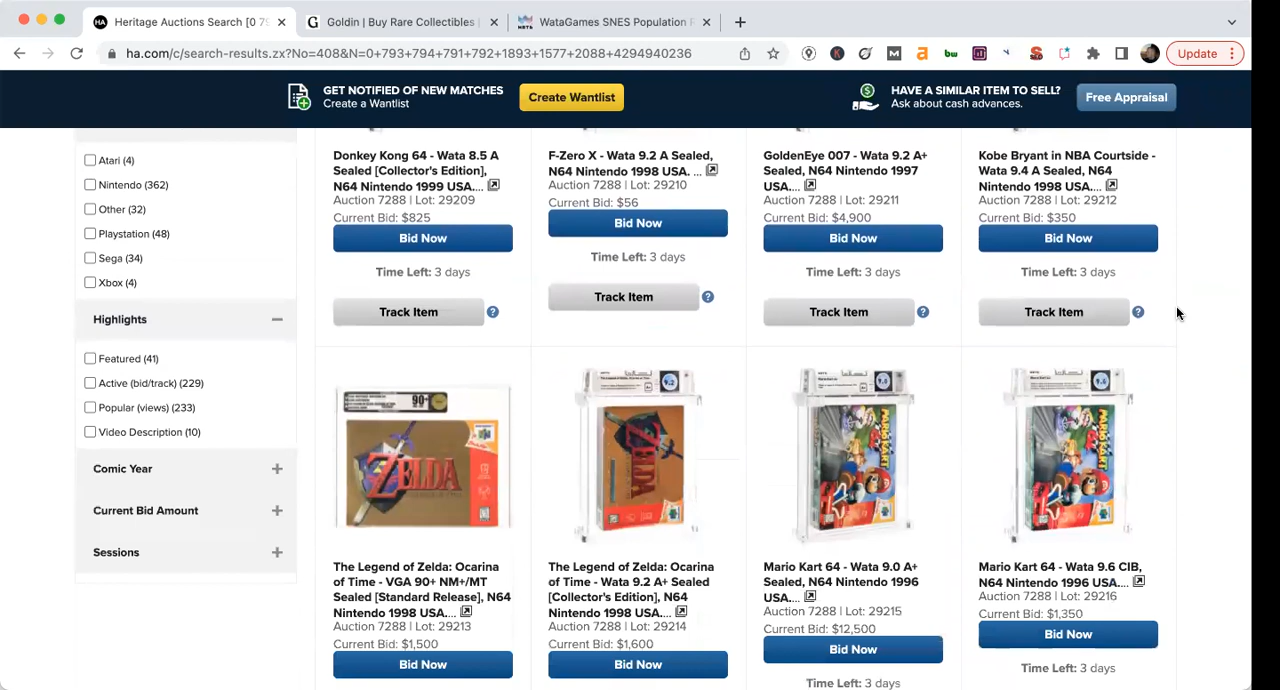 Heritage Auctions Search [0 79
Goldin | Buy Rare Collectibles |
WataGames SNES Population R
ha.com/c/search-results.zx?No=408&N=0+793+794+791+792+1893+1577+2088+4294940236
Update
GET NOTIFIED OF NEW MATCHES
Create a Wantlist
Create Wantlist
HAVE A SIMILAR ITEM TO SELL?
Ask about cash advances.
Free Appraisal
Atari (4)
Nintendo (362)
Other (32)
Playstation (48)
Sega (34)
Xbox (4)
Highlights
Featured (41)
Active (bid/track) (229)
Popular (views) (233)
Video Description (10)
Comic Year
Current Bid Amount
Sessions
Donkey Kong 64 - Wata 8.5 A
Sealed [Collector's Edition],
N64 Nintendo 1999 USA....
Auction 7288 | Lot: 29209
Current Bid: $825
Bid Now
Time Left: 3 days
Track Item
F-Zero X - Wata 9.2 A Sealed,
N64 Nintendo 1998 USA. ...
Auction 7288 | Lot: 29210
Current Bid: $56
Bid Now
Time Left: 3 days
Track Item
GoldenEye 007 - Wata 9.2 A+
Sealed, N64 Nintendo 1997
USA....
Auction 7288 | Lot: 29211
Current Bid: $4,900
Bid Now
Time Left: 3 days
Track Item
Kobe Bryant in NBA Courtside -
Wata 9.4 A Sealed, N64
Nintendo 1998 USA....
Auction 7288 | Lot: 29212
Current Bid: $350
Bid Now
Time Left: 3 days
Track Item
90+
ZELDA
The Legend of Zelda: Ocarina
of Time - VGA 90+ NM+/MT
Sealed [Standard Release], N64
Nintendo 1998 USA....
Auction 7288 | Lot: 29213
Current Bid: $1,500
Bid Now
9.2
ZELDA
The Legend of Zelda: Ocarina
of Time - Wata 9.2 A+ Sealed
[Collector's Edition], N64
Nintendo 1998 USA....
Auction 7288 | Lot: 29214
Current Bid: $1,600
Bid Now
9.0
MARIO KART
Mario Kart 64 - Wata 9.0 A+
Sealed, N64 Nintendo 1996
USA....
Auction 7288 | Lot: 29215
Current Bid: $12,500
Bid Now
Time Left: 3 days
9.6
MARIO KART
Mario Kart 64 - Wata 9.6 CIB,
N64 Nintendo 1996 USA....
Auction 7288 | Lot: 29216
Current Bid: $1,350
Bid Now
Time Left: 3 days